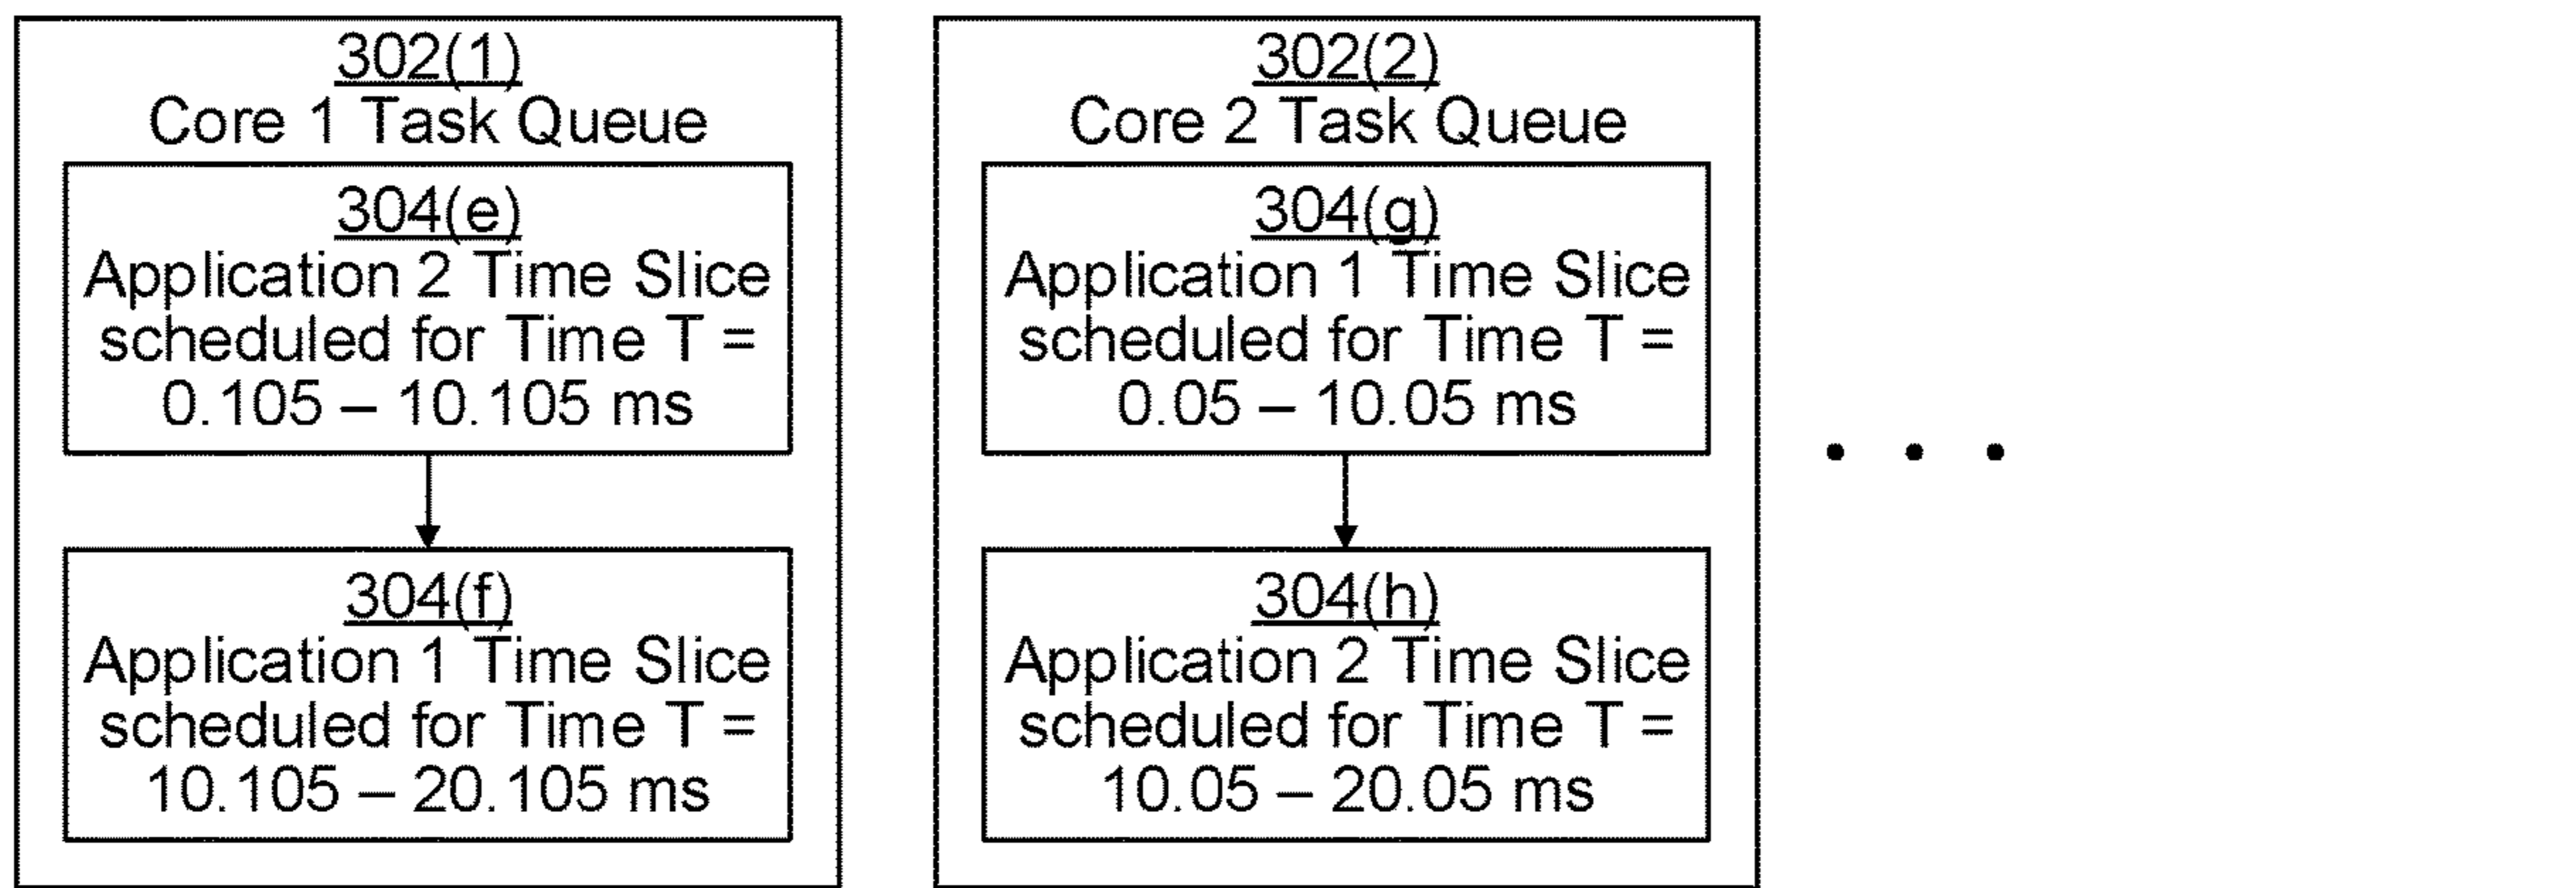 302(1)
Core 1 Task Queue
304(e)
Application 2 Time Slice
scheduled for Time T =
0.105 – 10.105 ms
304(f)
Application 1 Time Slice
scheduled for Time T =
10.105 – 20.105 ms
302(2)
Core 2 Task Queue
304(g)
Application 1 Time Slice
scheduled for Time T =
0.05 – 10.05 ms
304(h)
Application 2 Time Slice
scheduled for Time T =
10.05 – 20.05 ms
. . .